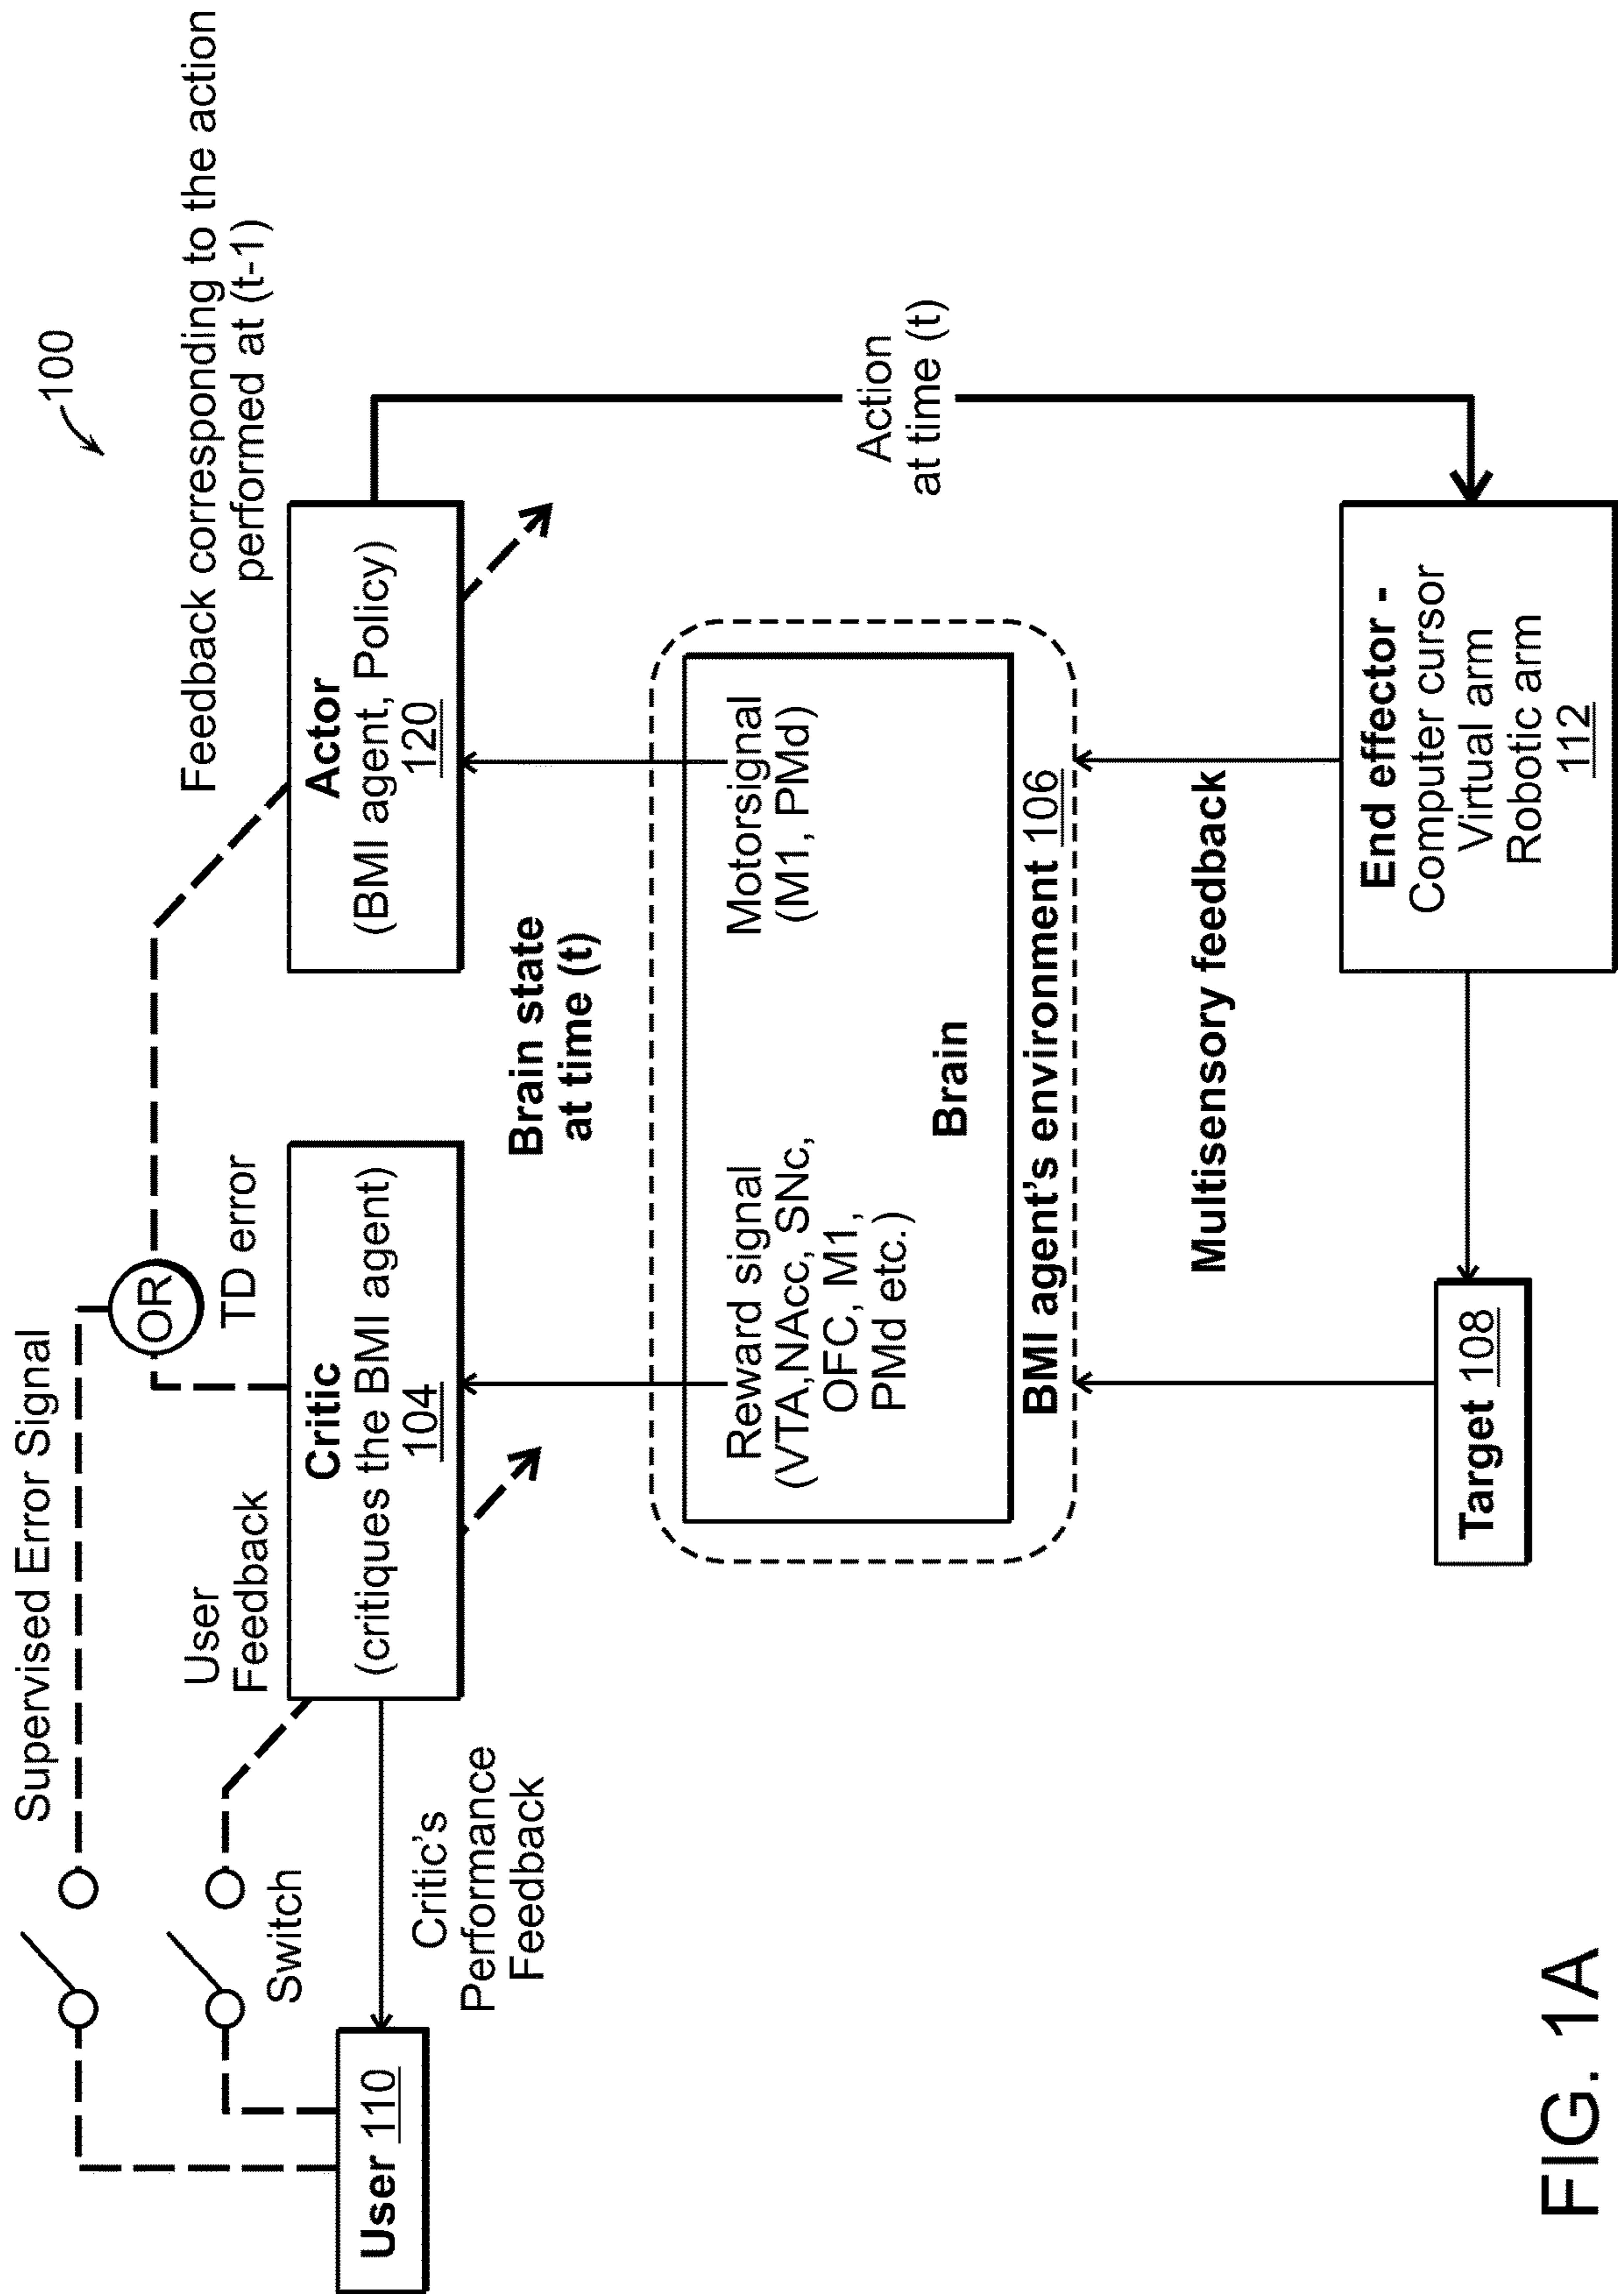 100
Supervised Error Signal
Feedback corresponding to the action
performed at (t-1)
OR
TD error
Switch
User
Feedback
User 110
Critic's
Performance
Feedback
Critic
(critiques the BMI agent)
104
Actor
(BMI agent, Policy)
120
Brain state
at time (t)
Action
at time (t)
Reward signal
(VTA,NAcc, SNc,
OFC, M1,
PMd etc.)
Motorsignal
(M1, PMd)
Brain
BMI agent's environment 106
Multisensory feedback
Target 108
End effector -
Computer cursor
Virtual arm
Robotic arm
112
FIG. 1A